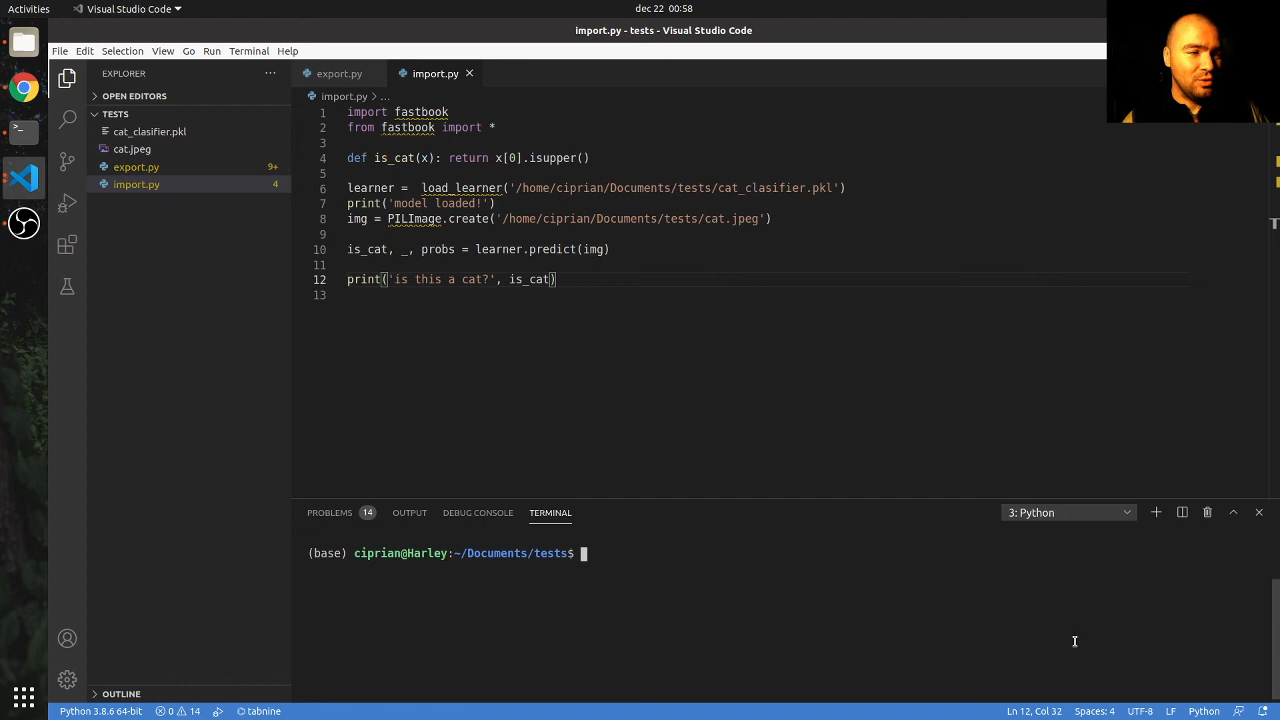 Activities
Visual Studio Code
dec 22 00:58
import.py - tests - Visual Studio Code
File Edit Selection View Go Run Terminal Help
EXPLORER
OPEN EDITORS
TESTS
cat_clasifier.pkl
cat.jpeg
export.py 9+
import.py 4
OUTLINE
export.py
import.py
import.py > ...
1 import fastbook
2 from fastbook import *
3
4 def is_cat(x): return x[0].isupper()
5
6 learner =  load_learner('/home/ciprian/Documents/tests/cat_clasifier.pkl')
7 print('model loaded!')
8 img = PILImage.create('/home/ciprian/Documents/tests/cat.jpeg')
9
10 is_cat, _, probs = learner.predict(img)
11
12 print('is this a cat?', is_cat)
13
PROBLEMS 14 OUTPUT DEBUG CONSOLE TERMINAL
3: Python
(base) ciprian@Harley:~/Documents/tests$
Python 3.8.6 64-bit 0 14 tabnine
Ln 12, Col 32 Spaces: 4 UTF-8 LF Python